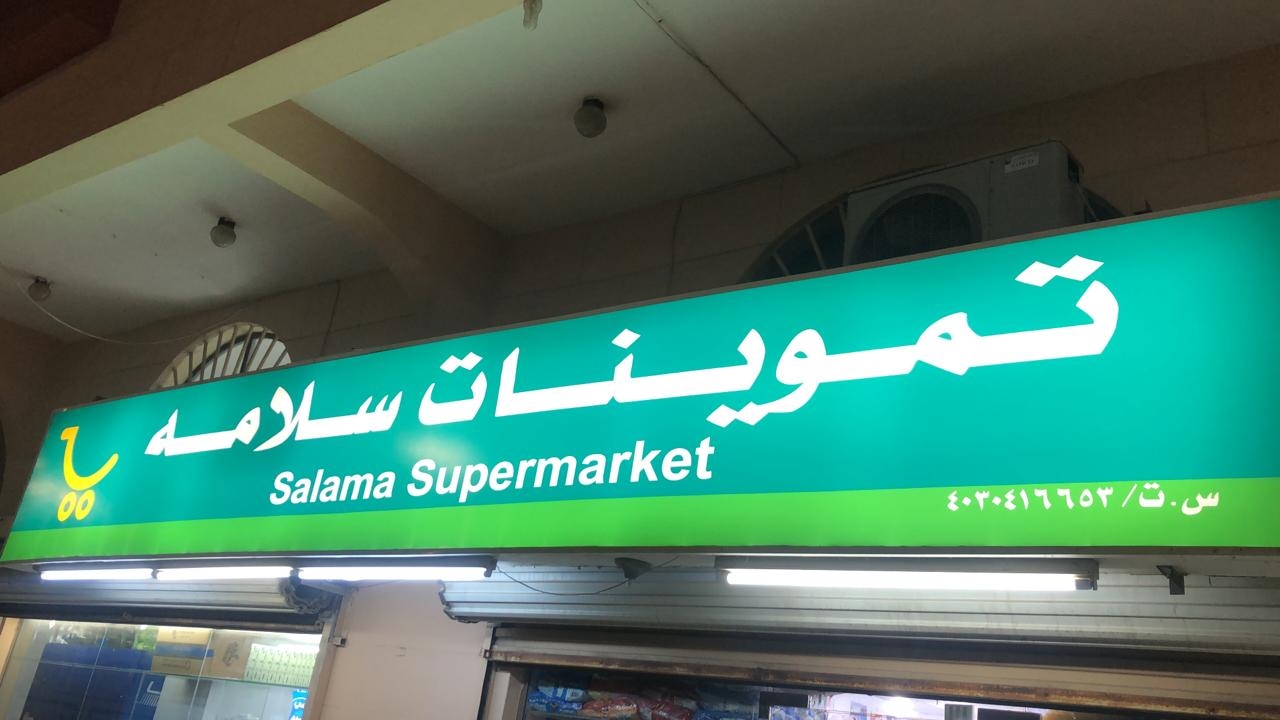 تموينات سلامه
Salama Supermarket
س.ت/ ٤٠٣٠٤١٦٦٥٣